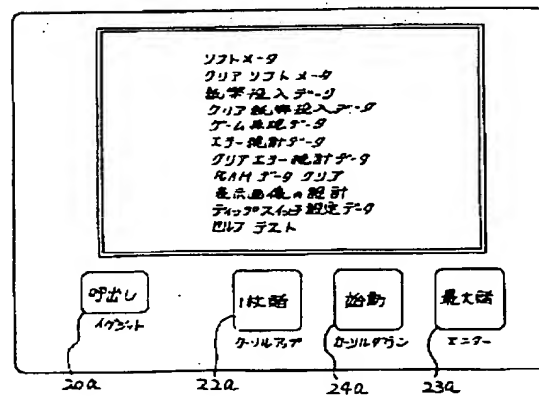 ソフトメータ
クリア ソフト メータ
紙幣投入データ
クリア 紙幣投入データ
ゲーム再現データ
エラー統計データ
クリアエラー統計データ
RAM データ クリア
表示画像の設計
ディップスイッチ設定データ
セルフ テスト
呼出し
1枚賭
始動
最大賭
イグジット
カーソルアップ
カーソルダウン
エンター
20a
22a
24a
23a